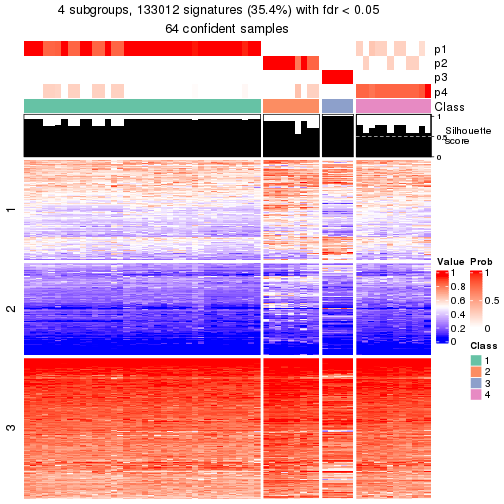 4 subgroups, 133012 signatures (35.4%) with fdr < 0.05
64 confident samples
p1
p2
p3
p4
Class
1
0.5
0
Silhouette
score
1
2
3
Value
1
0.8
0.6
0.4
0.2
0
Prob
1
0.5
0
Class
1
2
3
4